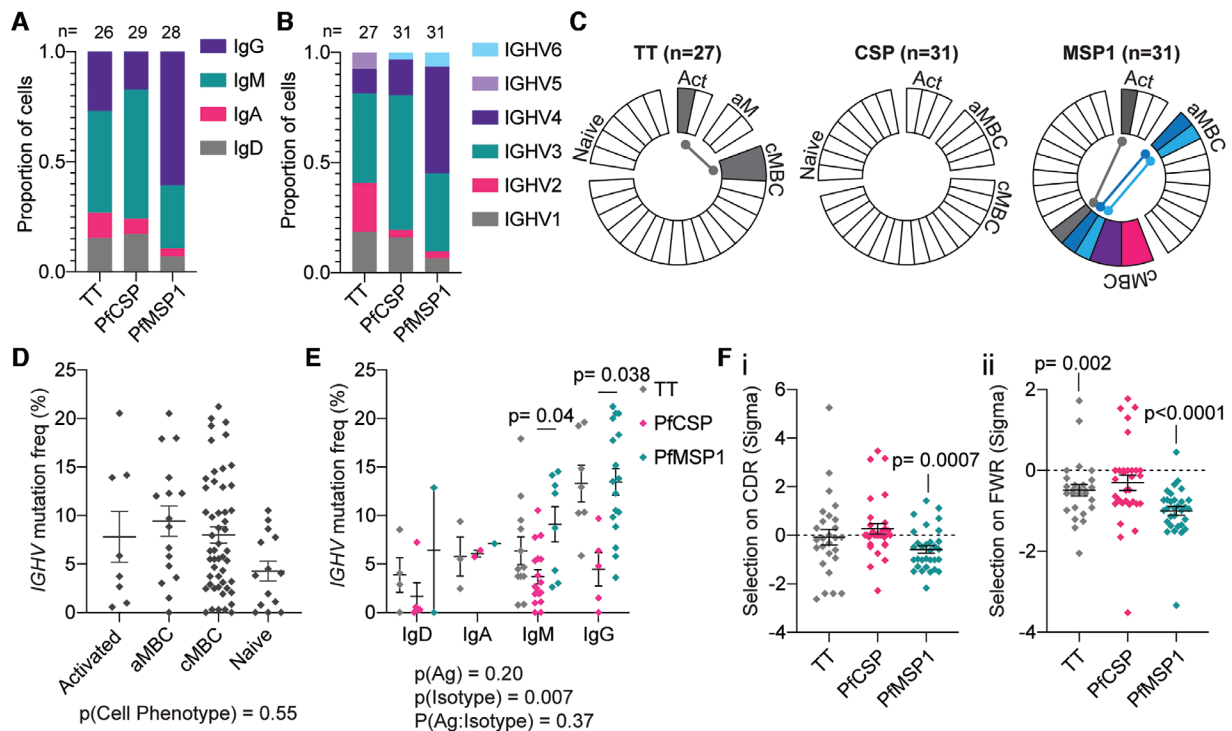 A
n= 26 29 28
Proportion of cells
1.0
0.5
0.0
TT
PfCSP
PfMSP1
IgG
IgM
IgA
IgD
B
n= 27 31 31
Proportion of cells
1.0
0.5
0.0
TT
PfCSP
PfMSP1
IGHV6
IGHV5
IGHV4
IGHV3
IGHV2
IGHV1
C
TT (n=27)
Act
aM
cMBC
Naive
CSP (n=31)
Act
aMBC
cMBC
Naive
MSP1 (n=31)
Act
aMBC
cMBC
D
IGHV mutation freq (%)
25
20
15
10
5
0
Activated
aMBC
cMBC
Naive
p(Cell Phenotype) = 0.55
E
IGHV mutation freq (%)
25
20
15
10
5
0
p= 0.04
p= 0.038
IgD IgA IgM IgG
TT
PfCSP
PfMSP1
p(Ag) = 0.20
p(Isotype) = 0.007
P(Ag:Isotype) = 0.37
F
i
Selection on CDR (Sigma)
6
4
2
0
-2
-4
p= 0.0007
TT
PfCSP
PfMSP1
ii
Selection on FWR (Sigma)
2
0
-2
-4
p= 0.002
p<0.0001
TT
PfCSP
PfMSP1